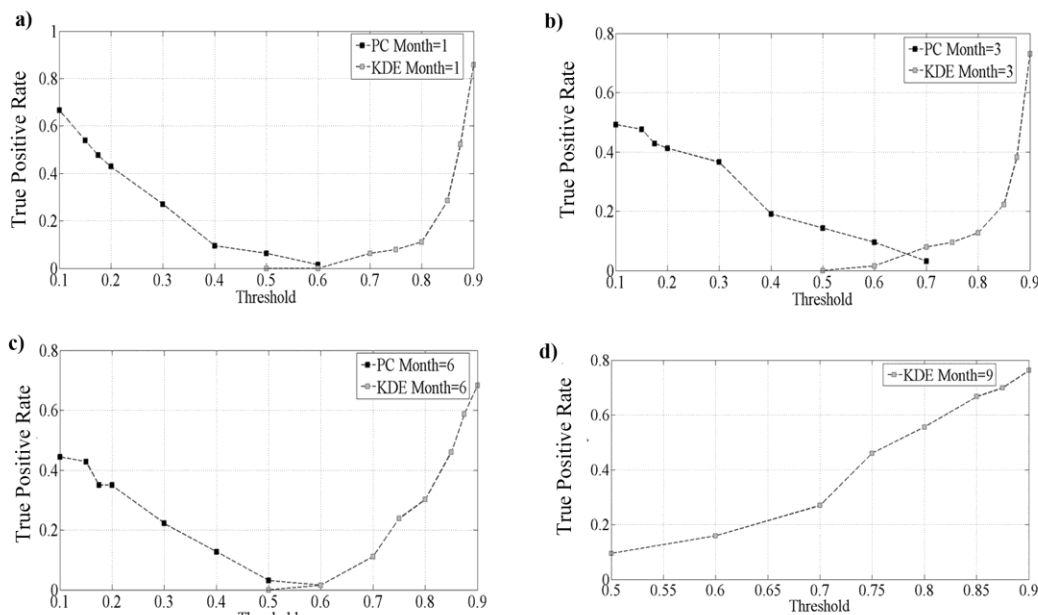 a)
True Positive Rate
1
0.8
0.6
0.4
0.2
0
PC Month=1
KDE Month=1
0.1 0.2 0.3 0.4 0.5 0.6 0.7 0.8 0.9
Threshold
b)
True Positive Rate
0.8
0.6
0.4
0.2
0
PC Month=3
KDE Month=3
0.1 0.2 0.3 0.4 0.5 0.6 0.7 0.8 0.9
Threshold
c)
True Positive Rate
0.8
0.6
0.4
0.2
0
PC Month=6
KDE Month=6
0.1 0.2 0.3 0.4 0.5 0.6 0.7 0.8 0.9
d)
True Positive Rate
0.8
0.6
0.4
0.2
0
KDE Month=9
0.5 0.55 0.6 0.65 0.7 0.75 0.8 0.85 0.9
Threshold